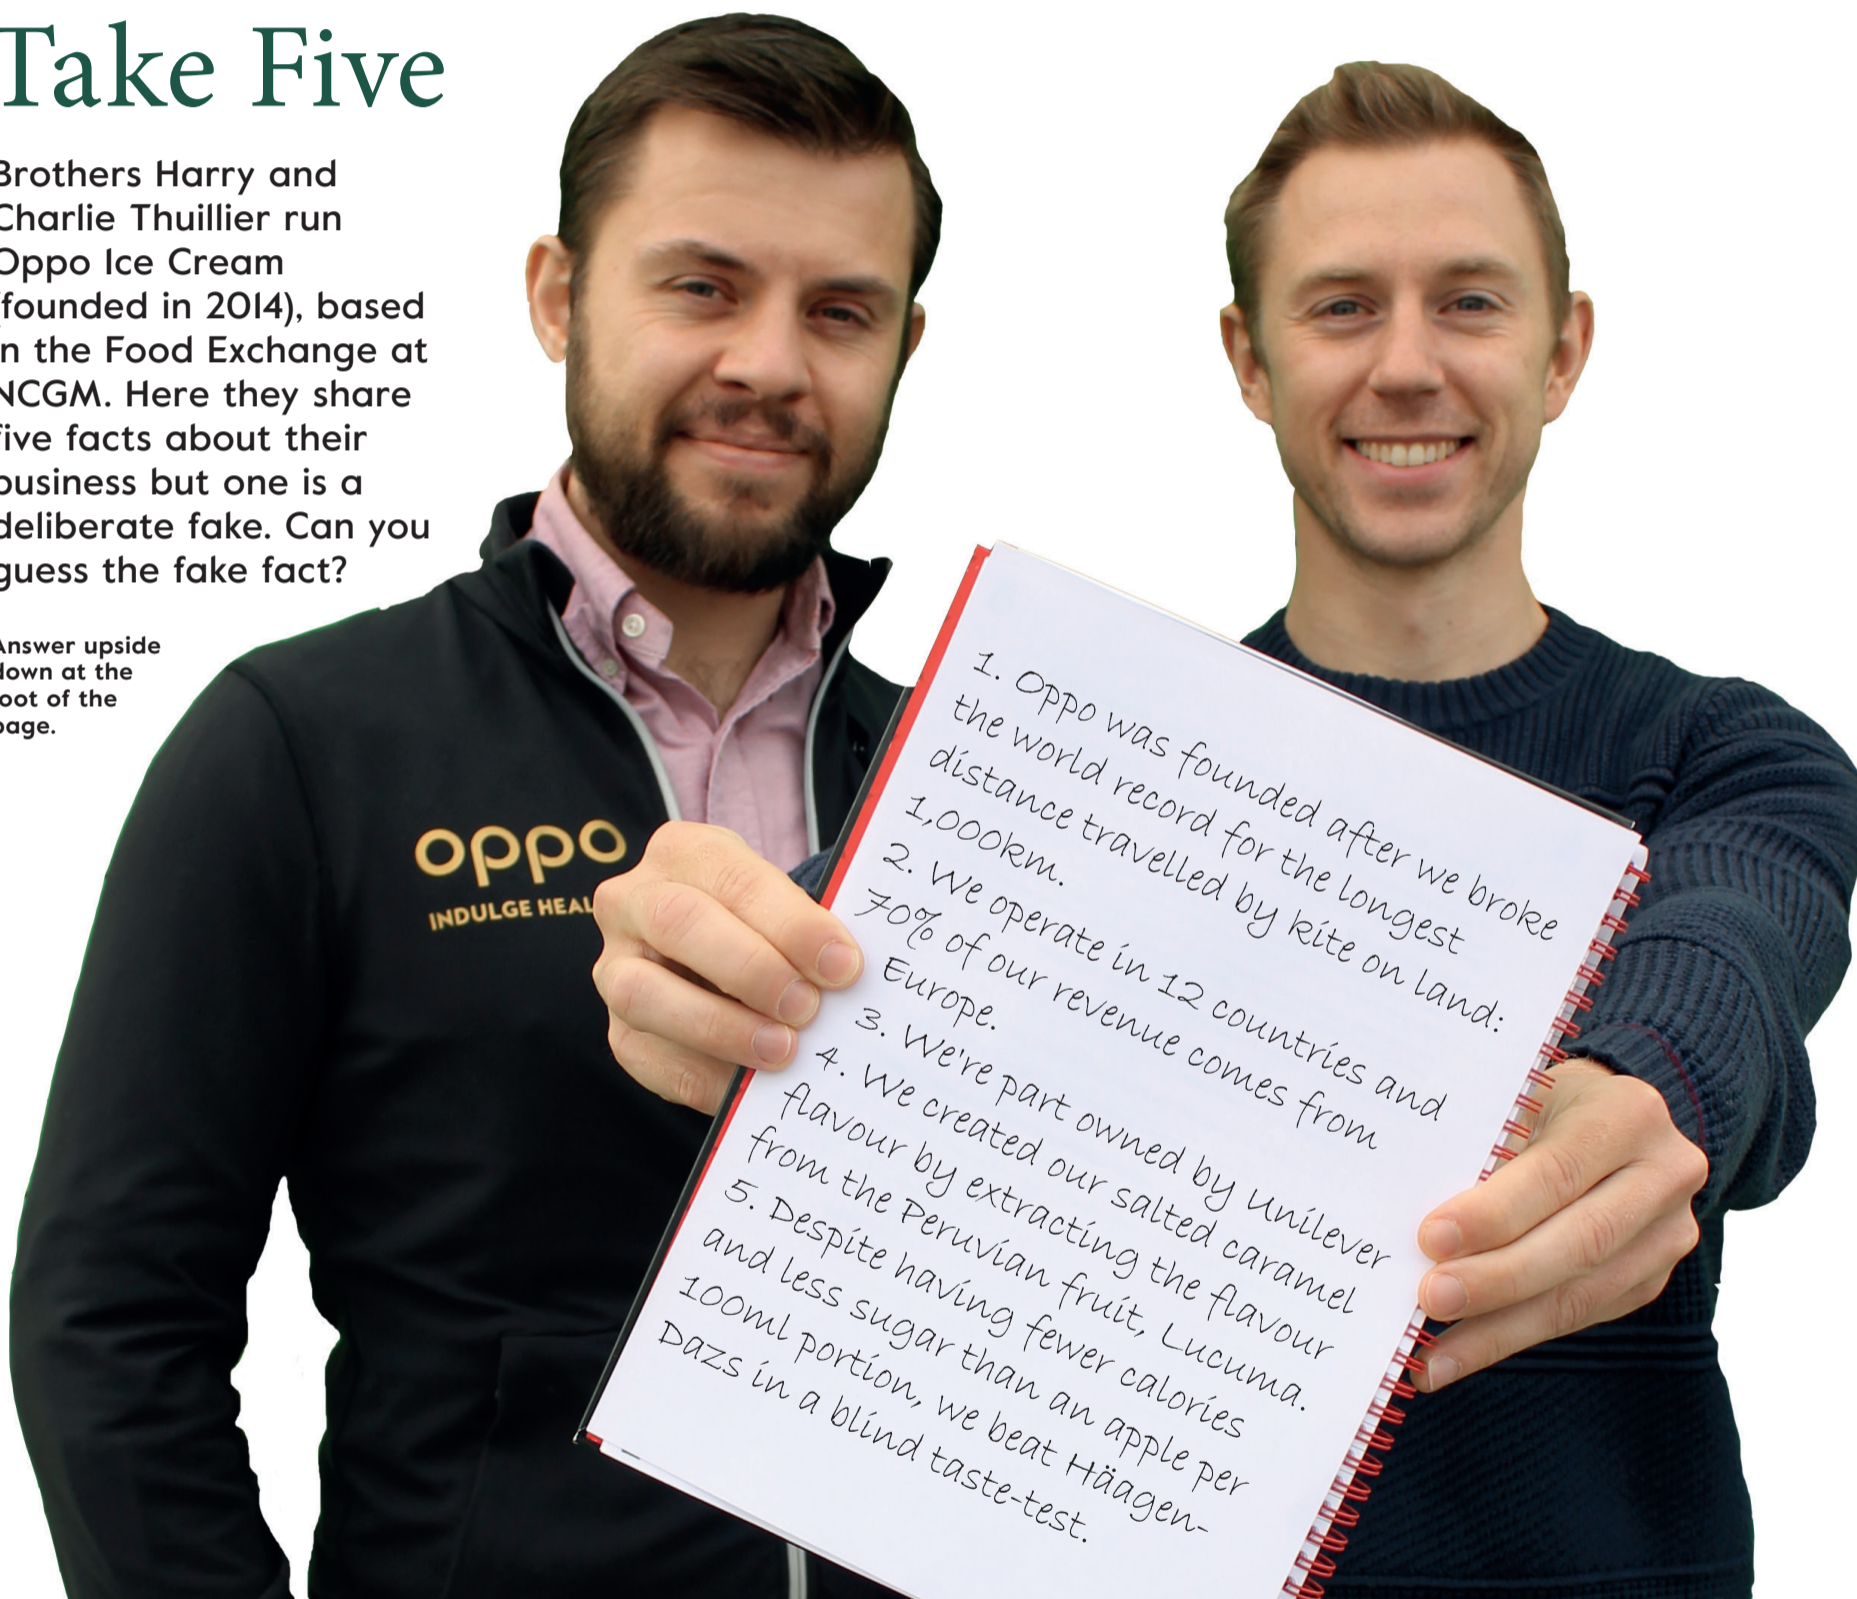 Take Five
Brothers Harry and
Charlie Thuillier run
Oppo Ice Cream
(founded in 2014), based
in the Food Exchange at
NCGM. Here they share
five facts about their
business but one is a
deliberate fake. Can you
guess the fake fact?
Answer upside
down at the
foot of the
page.
oppo
INDULGE HEAL
1. Oppo was founded after we broke
the world record for the longest
distance travelled by kite on land:
1,000km.
2. We operate in 12 countries and
70% of our revenue comes from
Europe.
3. We're part owned by Unilever
4. We created our salted caramel
flavour by extracting the flavour
from the Peruvian fruit, Lucuma.
5. Despite having fewer calories
and less sugar than an apple per
100ml portion, we beat Häagen-
Dazs in a blind taste-test.